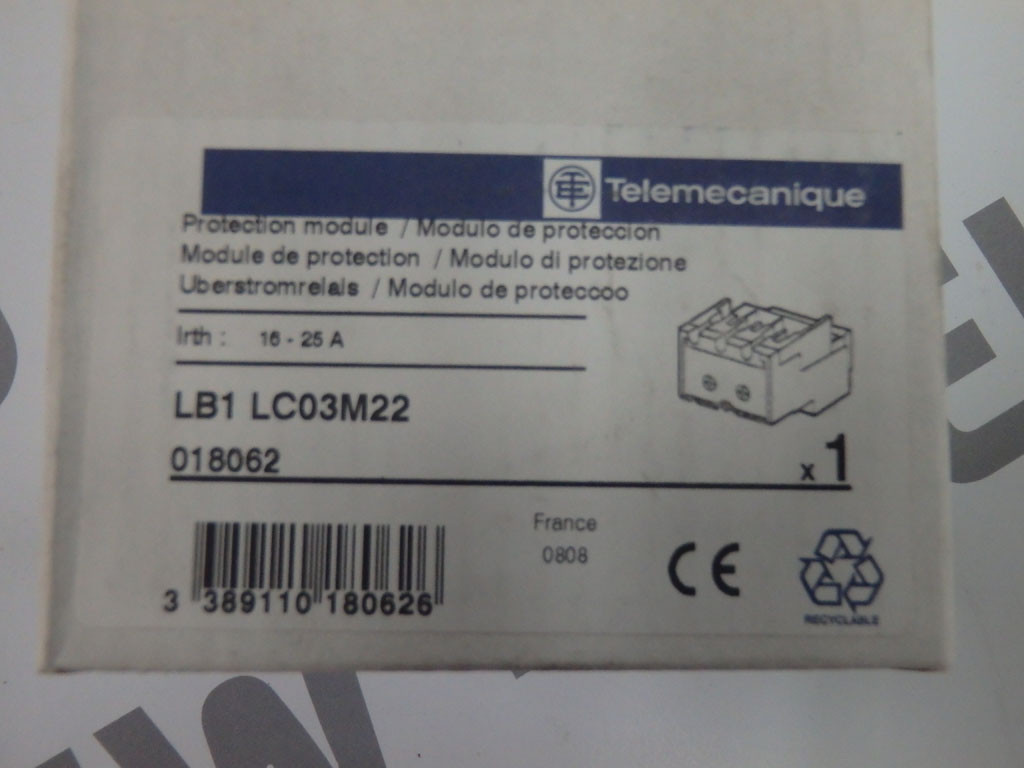 Telemecanique
Protection module / Modulo de proteccion
Module de protection / Modulo di protezione
Uberstromrelais / Modulo de proteccoo
Irth : 16 - 25 A
LB1 LC03M22
018062
x 1
France
0808
CE
3 389110 180626
RECYCLABLE